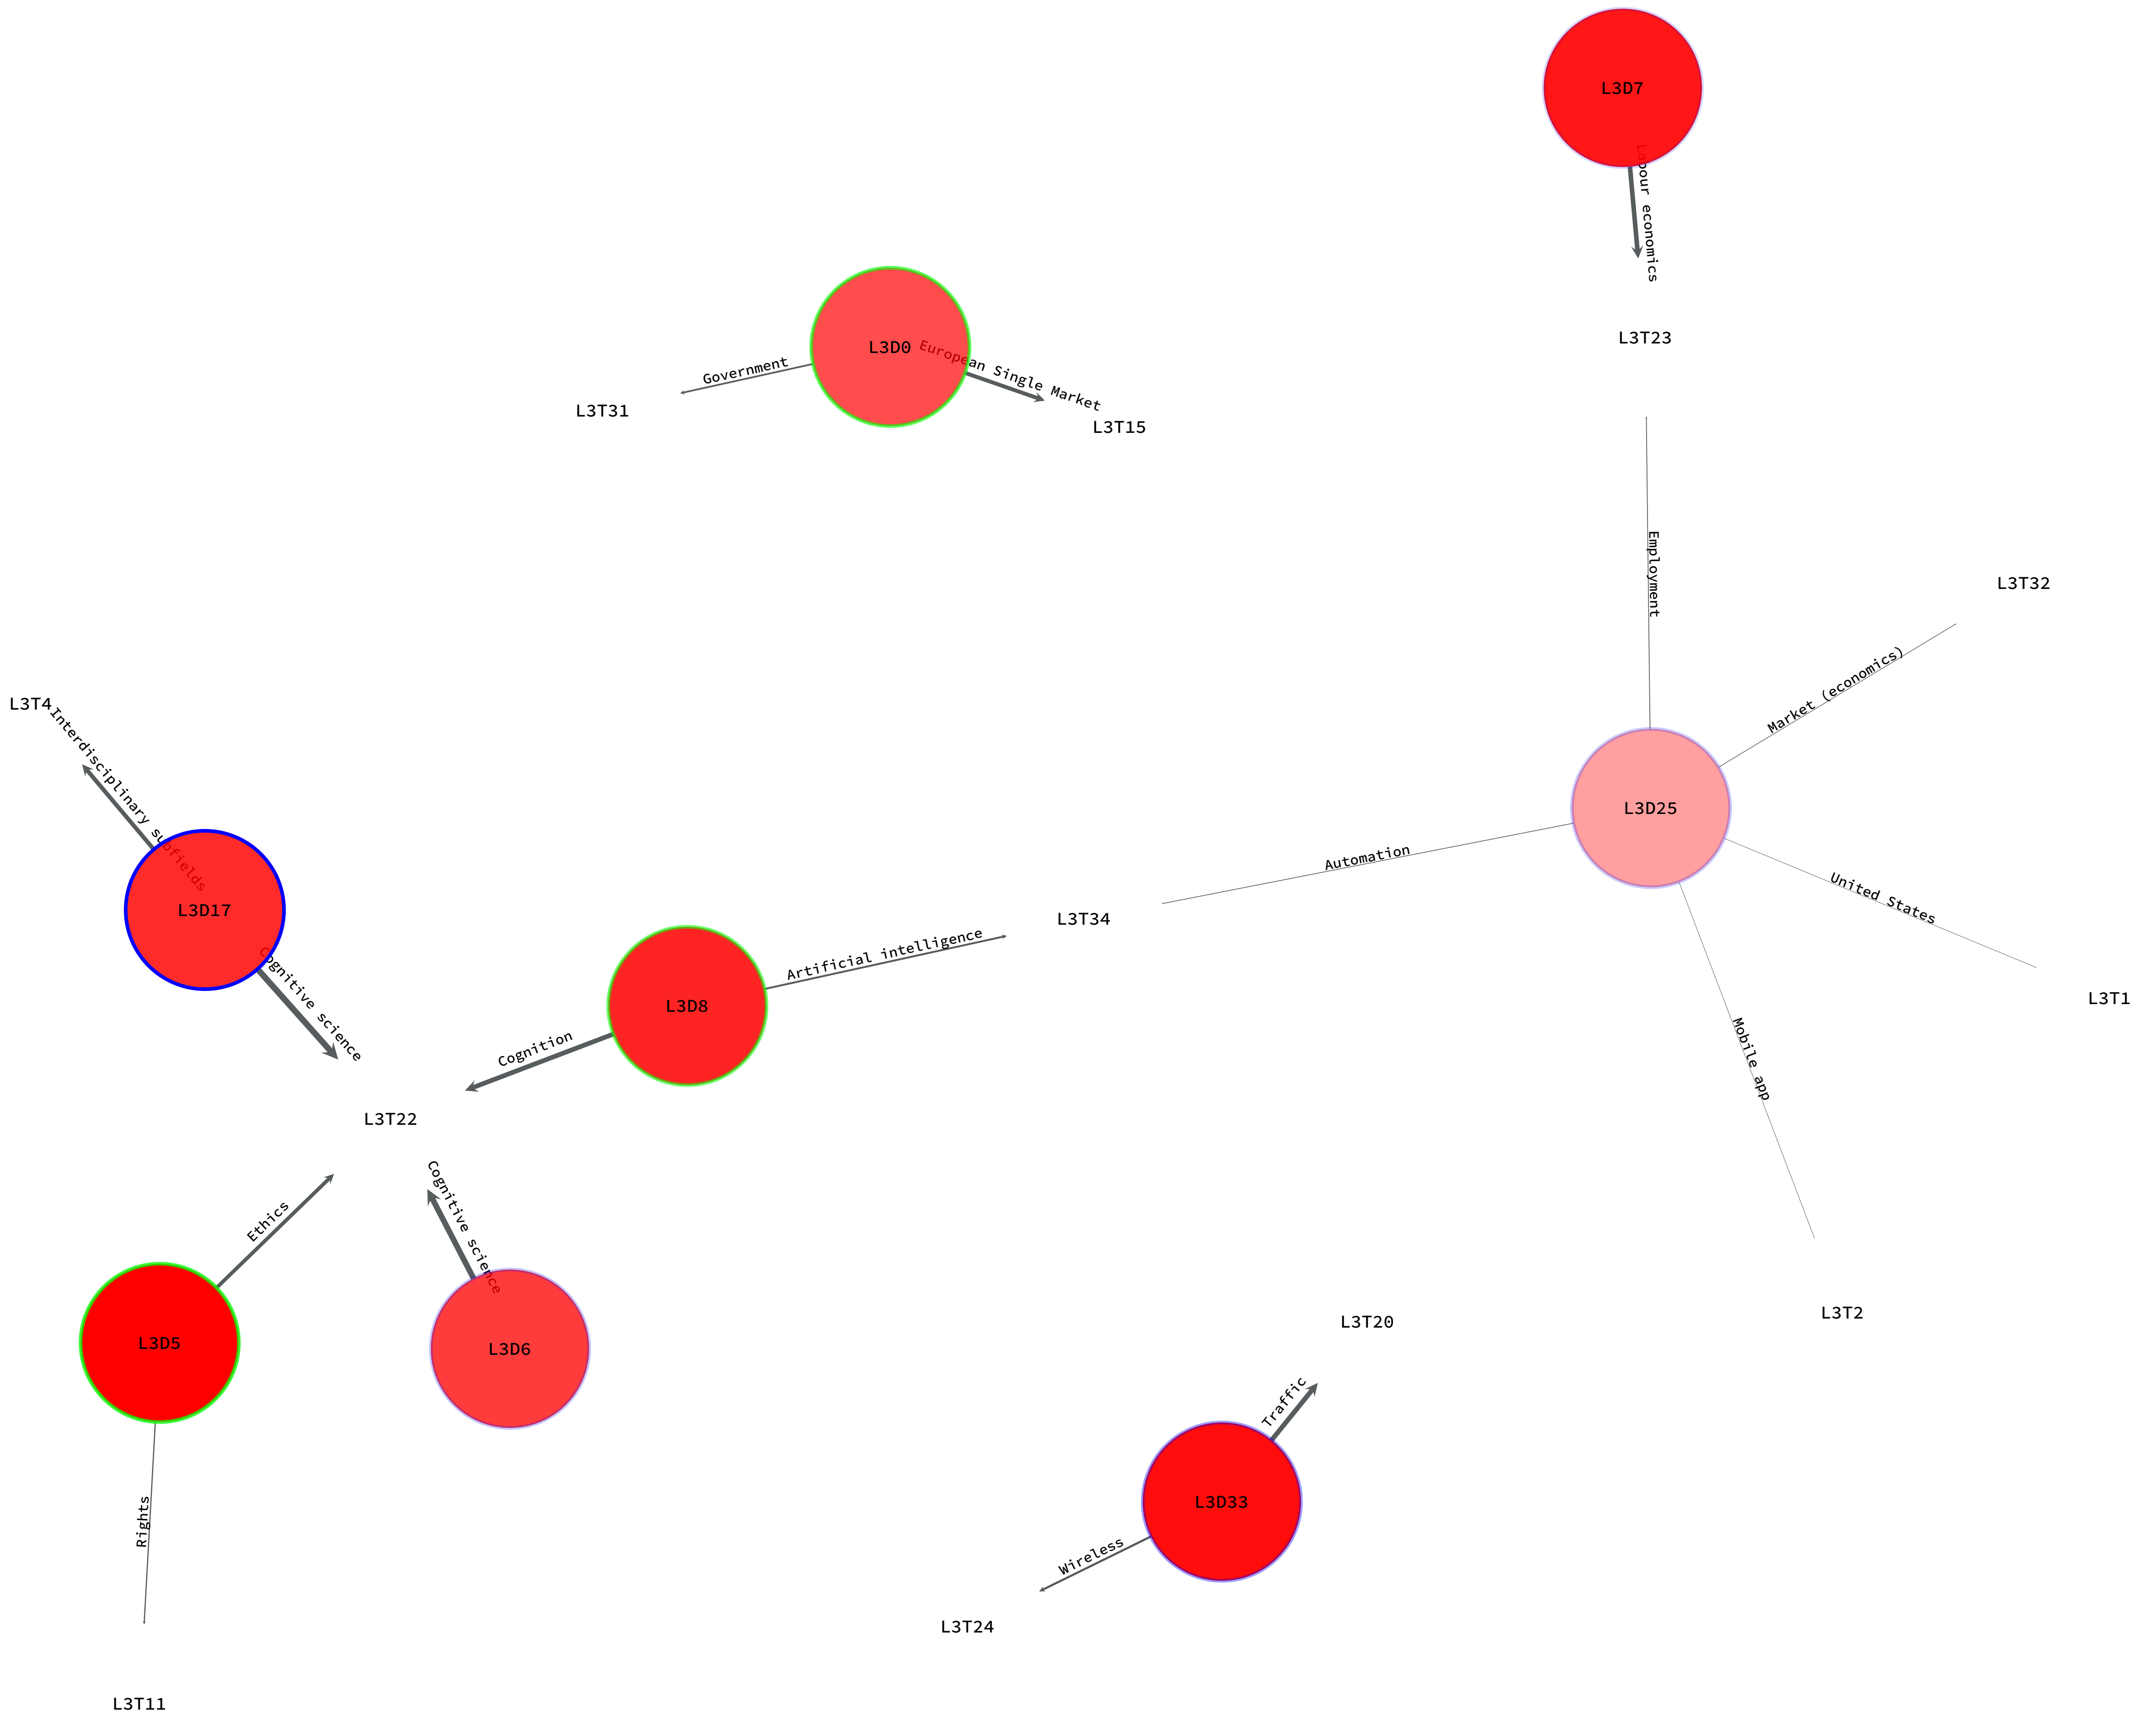 L3D7
Labour economics
L3T23
L3D0
European Single Market
Government
L3T31
L3T15
Employment
L3T32
Market (economics)
L3T4
Interdisciplinary subfields
L3D25
Automation
United States
L3D17
L3T34
Cognitive science
Artificial intelligence
L3T1
L3D8
Cognition
Mobile app
L3T22
Cognitive science
Ethics
L3T2
L3T20
L3D5
L3D6
Traffic
L3D33
Rights
Wireless
L3T24
L3T11